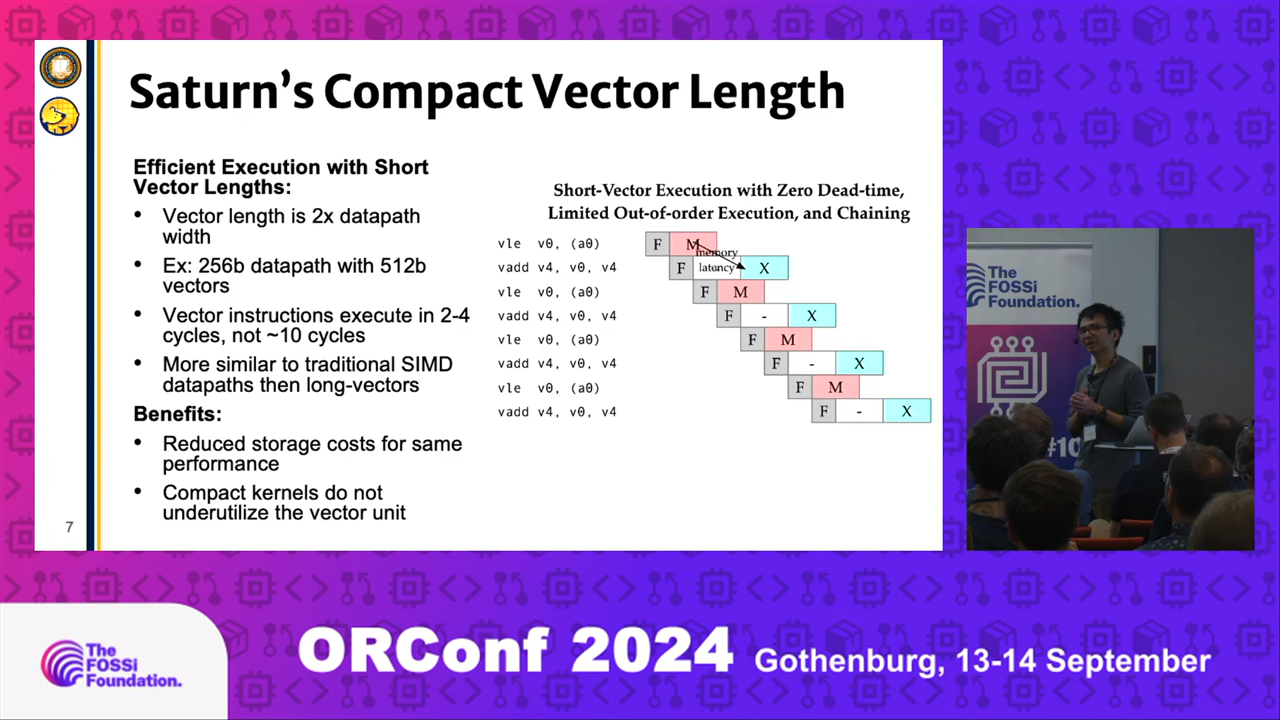 Saturn's Compact Vector Length
Efficient Execution with Short
Vector Lengths:
• Vector length is 2x datapath
width
• Ex: 256b datapath with 512b
vectors
• Vector instructions execute in 2-4
cycles, not ~10 cycles
• More similar to traditional SIMD
datapaths then long-vectors
Benefits:
• Reduced storage costs for same
performance
• Compact kernels do not
underutilize the vector unit
7
Short-Vector Execution with Zero Dead-time,
Limited Out-of-order Execution, and Chaining
vle v0, (a0) F M
memory
vadd v4, v0, v4 F latency X
vle v0, (a0) F M
vadd v4, v0, v4 F - X
vle v0, (a0) F M
vadd v4, v0, v4 F - X
vle v0, (a0) F M
vadd v4, v0, v4 F - X
The
FOSSi
Foundation.
#10
The
FOSSi
Foundation.
ORConf 2024 Gothenburg, 13-14 September